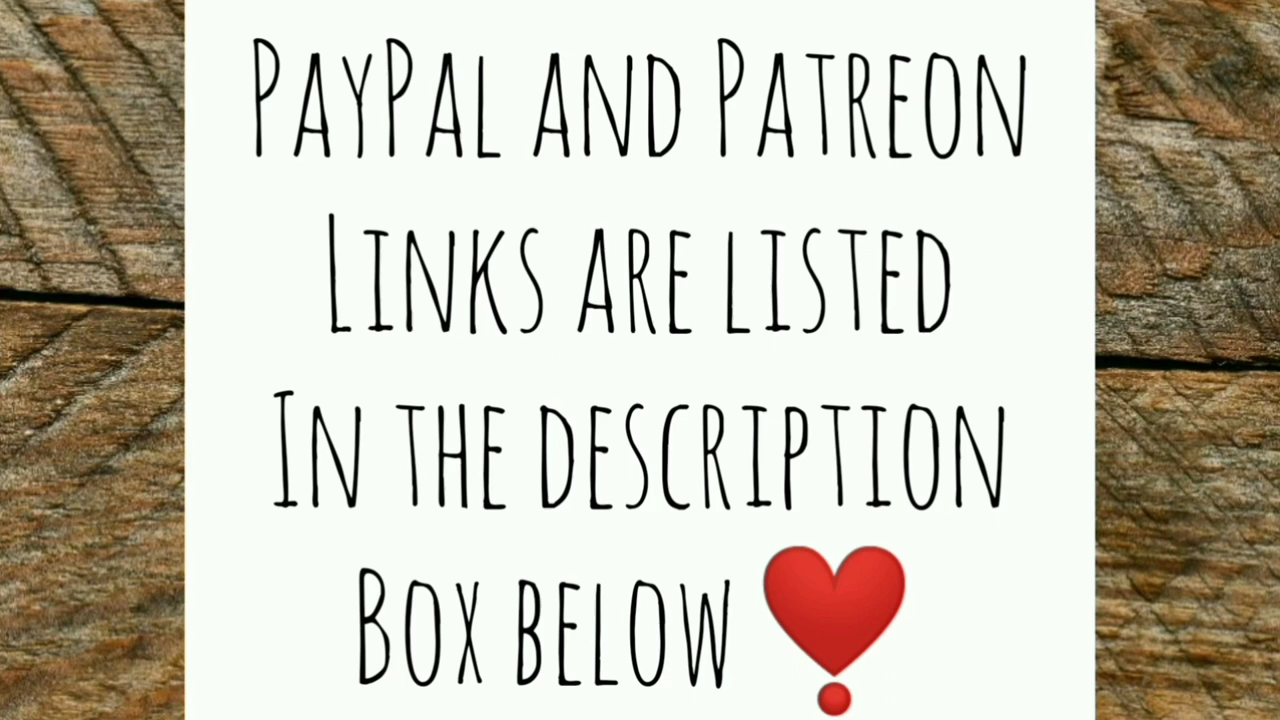 PayPal and Patreon
Links are listed
In the description
Box below ❣️